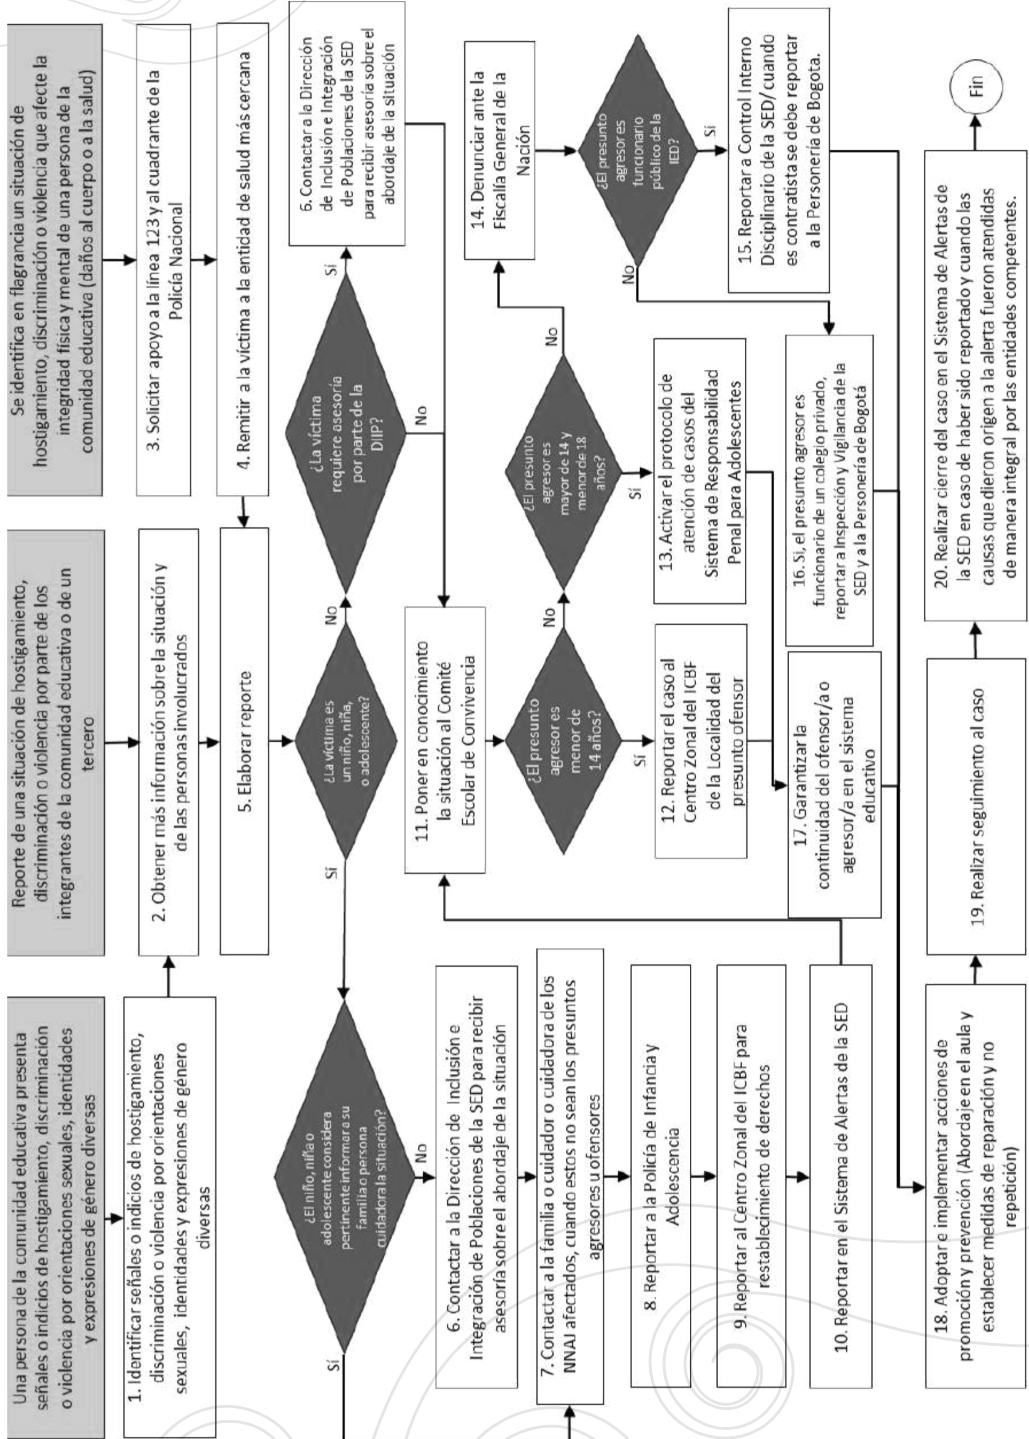 Una persona de la comunidad educativa presenta
señales o indicios de hostigamiento, discriminación
o violencia por orientaciones sexuales, identidades
y expresiones de género diversas
Reporte de una situación de hostigamiento,
discriminación o violencia por parte de los
integrantes de la comunidad educativa o de un
tercero
Se identifica en flagrancia un situación de
hostigamiento, discriminación o violencia que afecte la
integridad física y mental de una persona de la
comunidad educativa (daños al cuerpo o a la salud)
1. Identificar señales o indicios de hostigamiento,
discriminación o violencia por orientaciones
sexuales, identidades y expresiones de género
diversas
2. Obtener más información sobre la situación y
de las personas involucrados
3. Solicitar apoyo a la línea 123 y al cuadrante de la
Policía Nacional
4. Remitir a la víctima a la entidad de salud más cercana
5. Elaborar reporte
¿La víctima es
un niño, niña,
o adolescente?
Sí
No
¿La víctima
requiere asesoría
por parte de la
DIIP?
Sí
No
6. Contactar a la Dirección
de Inclusión e Integración
de Poblaciones de la SED
para recibir asesoría sobre el
abordaje de la situación
¿El niño, niña o
adolescente considera
pertinente informar a su
familia o persona
cuidadora la situación?
Sí
No
6. Contactar a la Dirección de Inclusión e
Integración de Poblaciones de la SED para recibir
asesoría sobre el abordaje de la situación
7. Contactar a la familia o cuidador o cuidadora de los
NNAJ afectados, cuando estos no sean los presuntos
agresores u ofensores
8. Reportar a la Policía de Infancia y
Adolescencia
9. Reportar al Centro Zonal del ICBF para
restablecimiento de derechos
10. Reportar en el Sistema de Alertas de la SED
11. Poner en conocimiento
la situación al Comité
Escolar de Convivencia
¿El presunto
agresor es
menor de
14 años?
Sí
No
12. Reportar el caso al
Centro Zonal del ICBF
de la Localidad del
presunto ofensor
¿El presunto
agresor es
mayor de 14 y
menor de 18
años?
Sí
No
13. Activar el protocolo de
atención de casos del
Sistema de Responsabilidad
Penal para Adolescentes
14. Denunciar ante la
Fiscalía General de la
Nación
¿El presunto
agresor es
funcionario
público de la
IED?
Sí
No
15. Reportar a Control Interno
Disciplinario de la SED/ cuando
es contratista se debe reportar
a la Personería de Bogota.
16. Si, el presunto agresor es
funcionario de un colegio privado,
reportar a Inspección y Vigilancia de la
SED y a la Personería de Bogotá
17. Garantizar la
continuidad del ofensor/a o
agresor/a en el sistema
educativo
18. Adoptar e implementar acciones de
promoción y prevención (Abordaje en el aula y
establecer medidas de reparación y no
repetición)
19. Realizar seguimiento al caso
20. Realizar cierre del caso en el Sistema de Alertas de
la SED en caso de haber sido reportado y cuando las
causas que dieron origen a la alerta fueron atendidas
de manera integral por las entidades competentes.
Fin